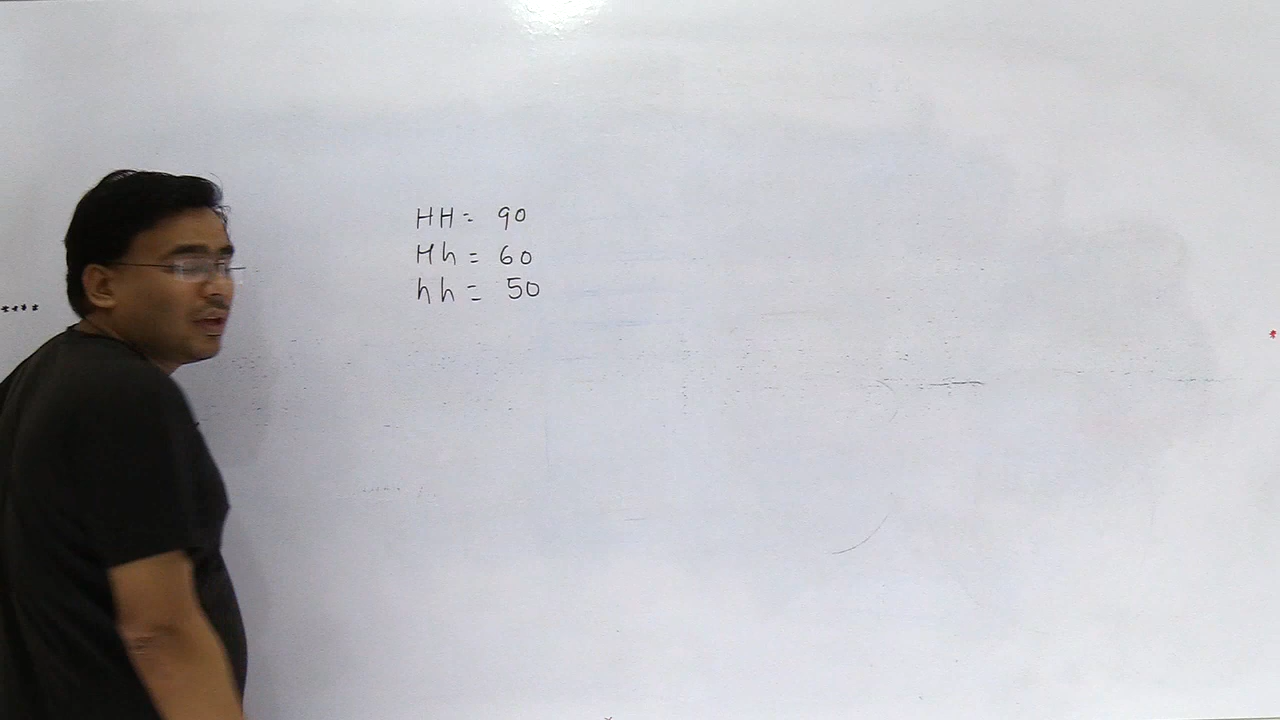 HH = 90
Hh = 60
hh = 50